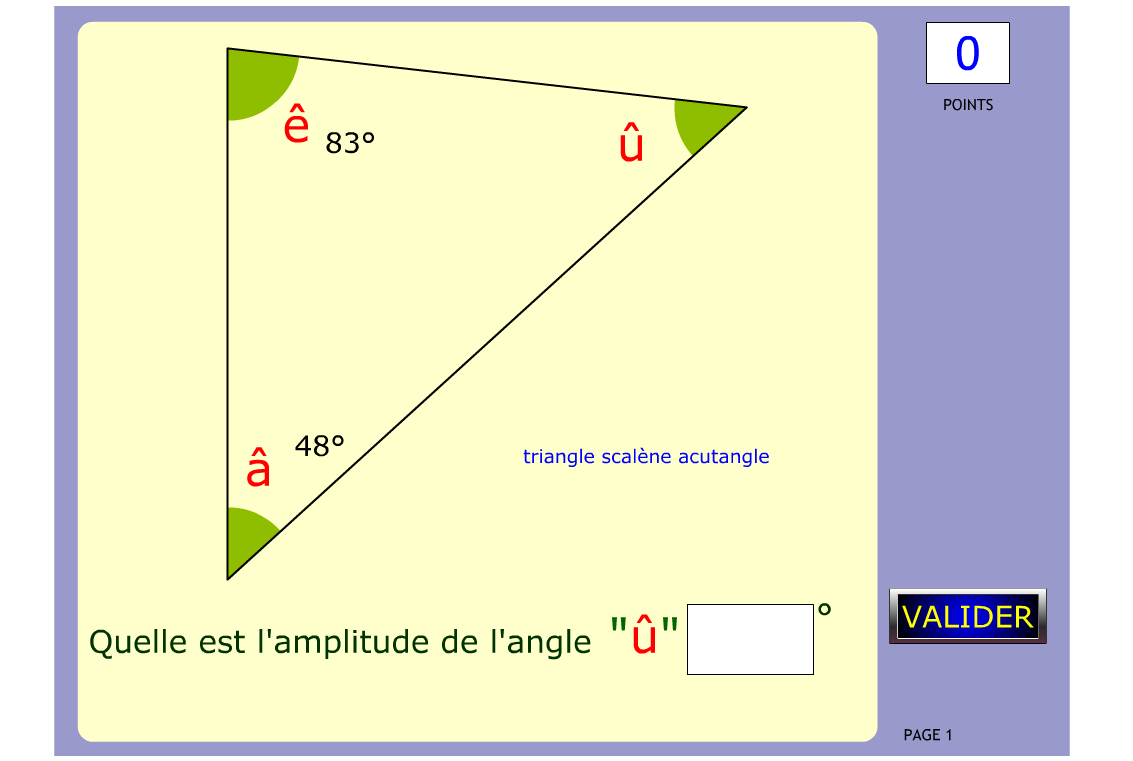 0
POINTS
ê 83°
û
48°
â
triangle scalène acutangle
Quelle est l'amplitude de l'angle "û" °
VALIDER
PAGE 1